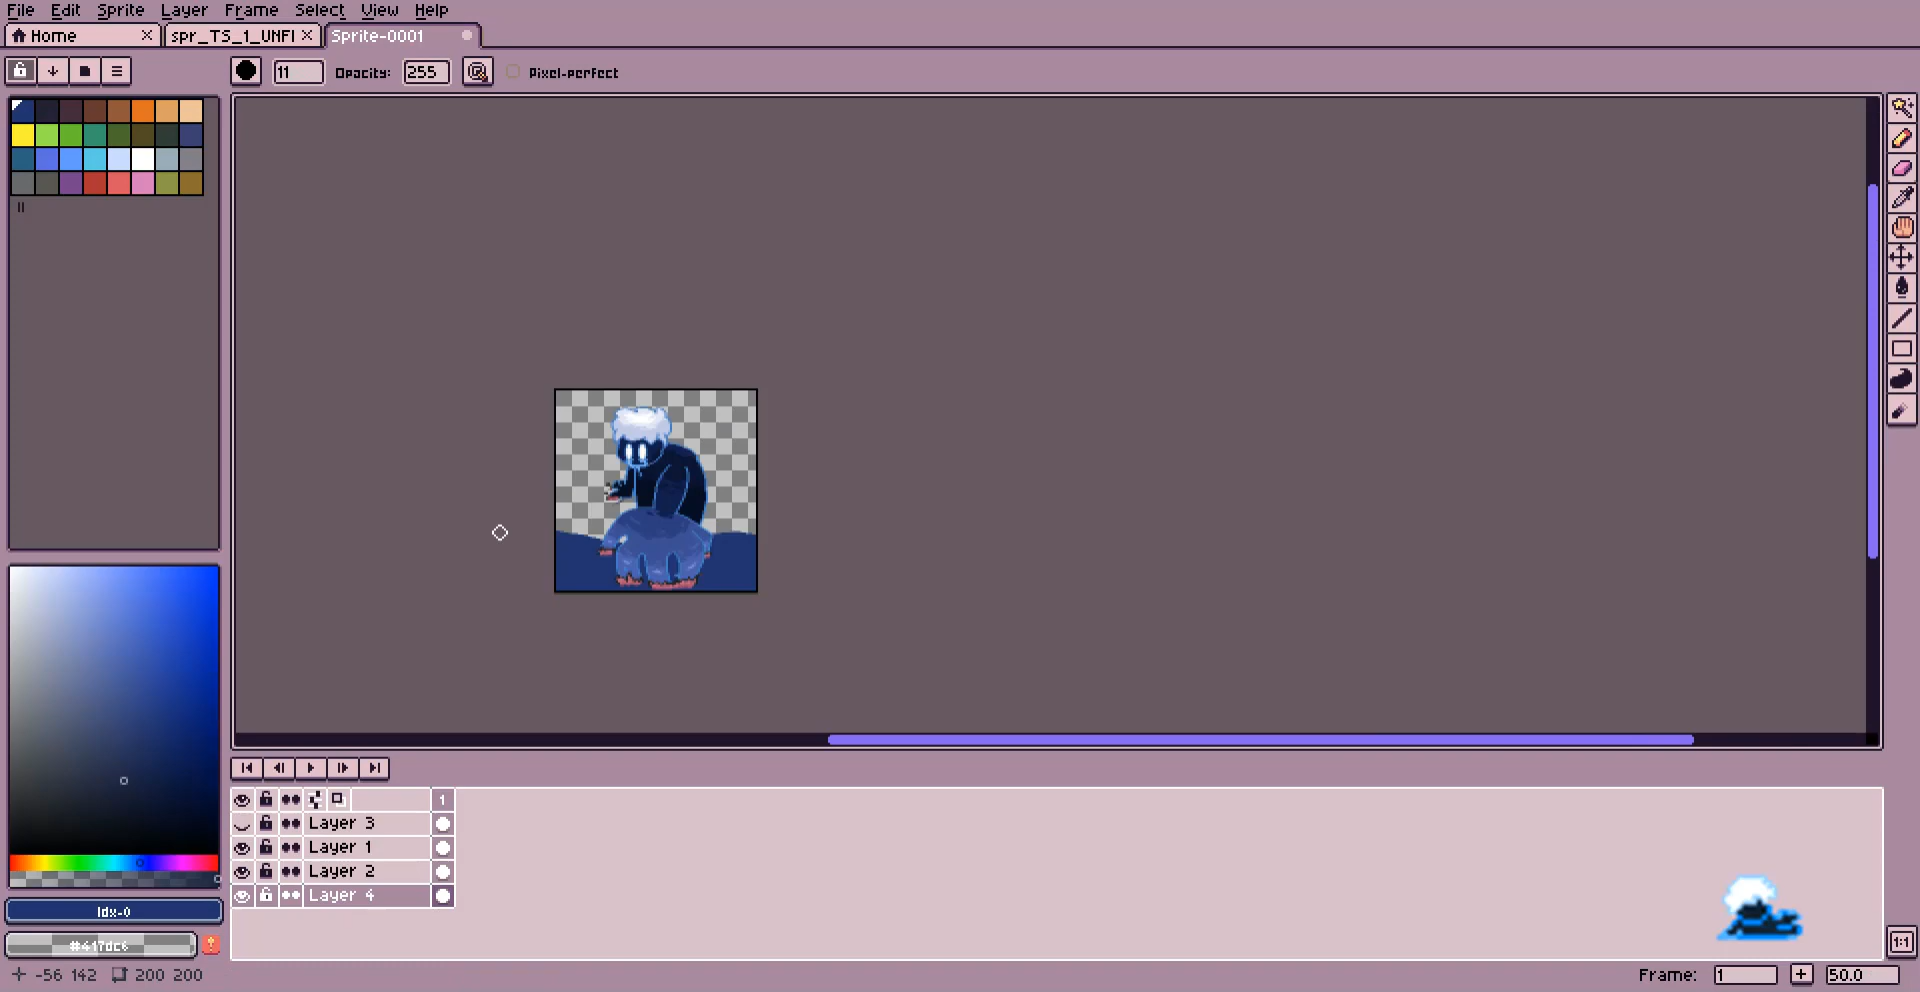 File Edit Sprite Layer Frame Select View Help
Home spr_TS_1_UNFI Sprite-0001
11 Opacity: 255 Pixel-perfect
1
Layer 3
Layer 1
Layer 2
Layer 4
Idx-0
#417dc6
-56 142 200 200
1:1
Frame: 1 + 50.0